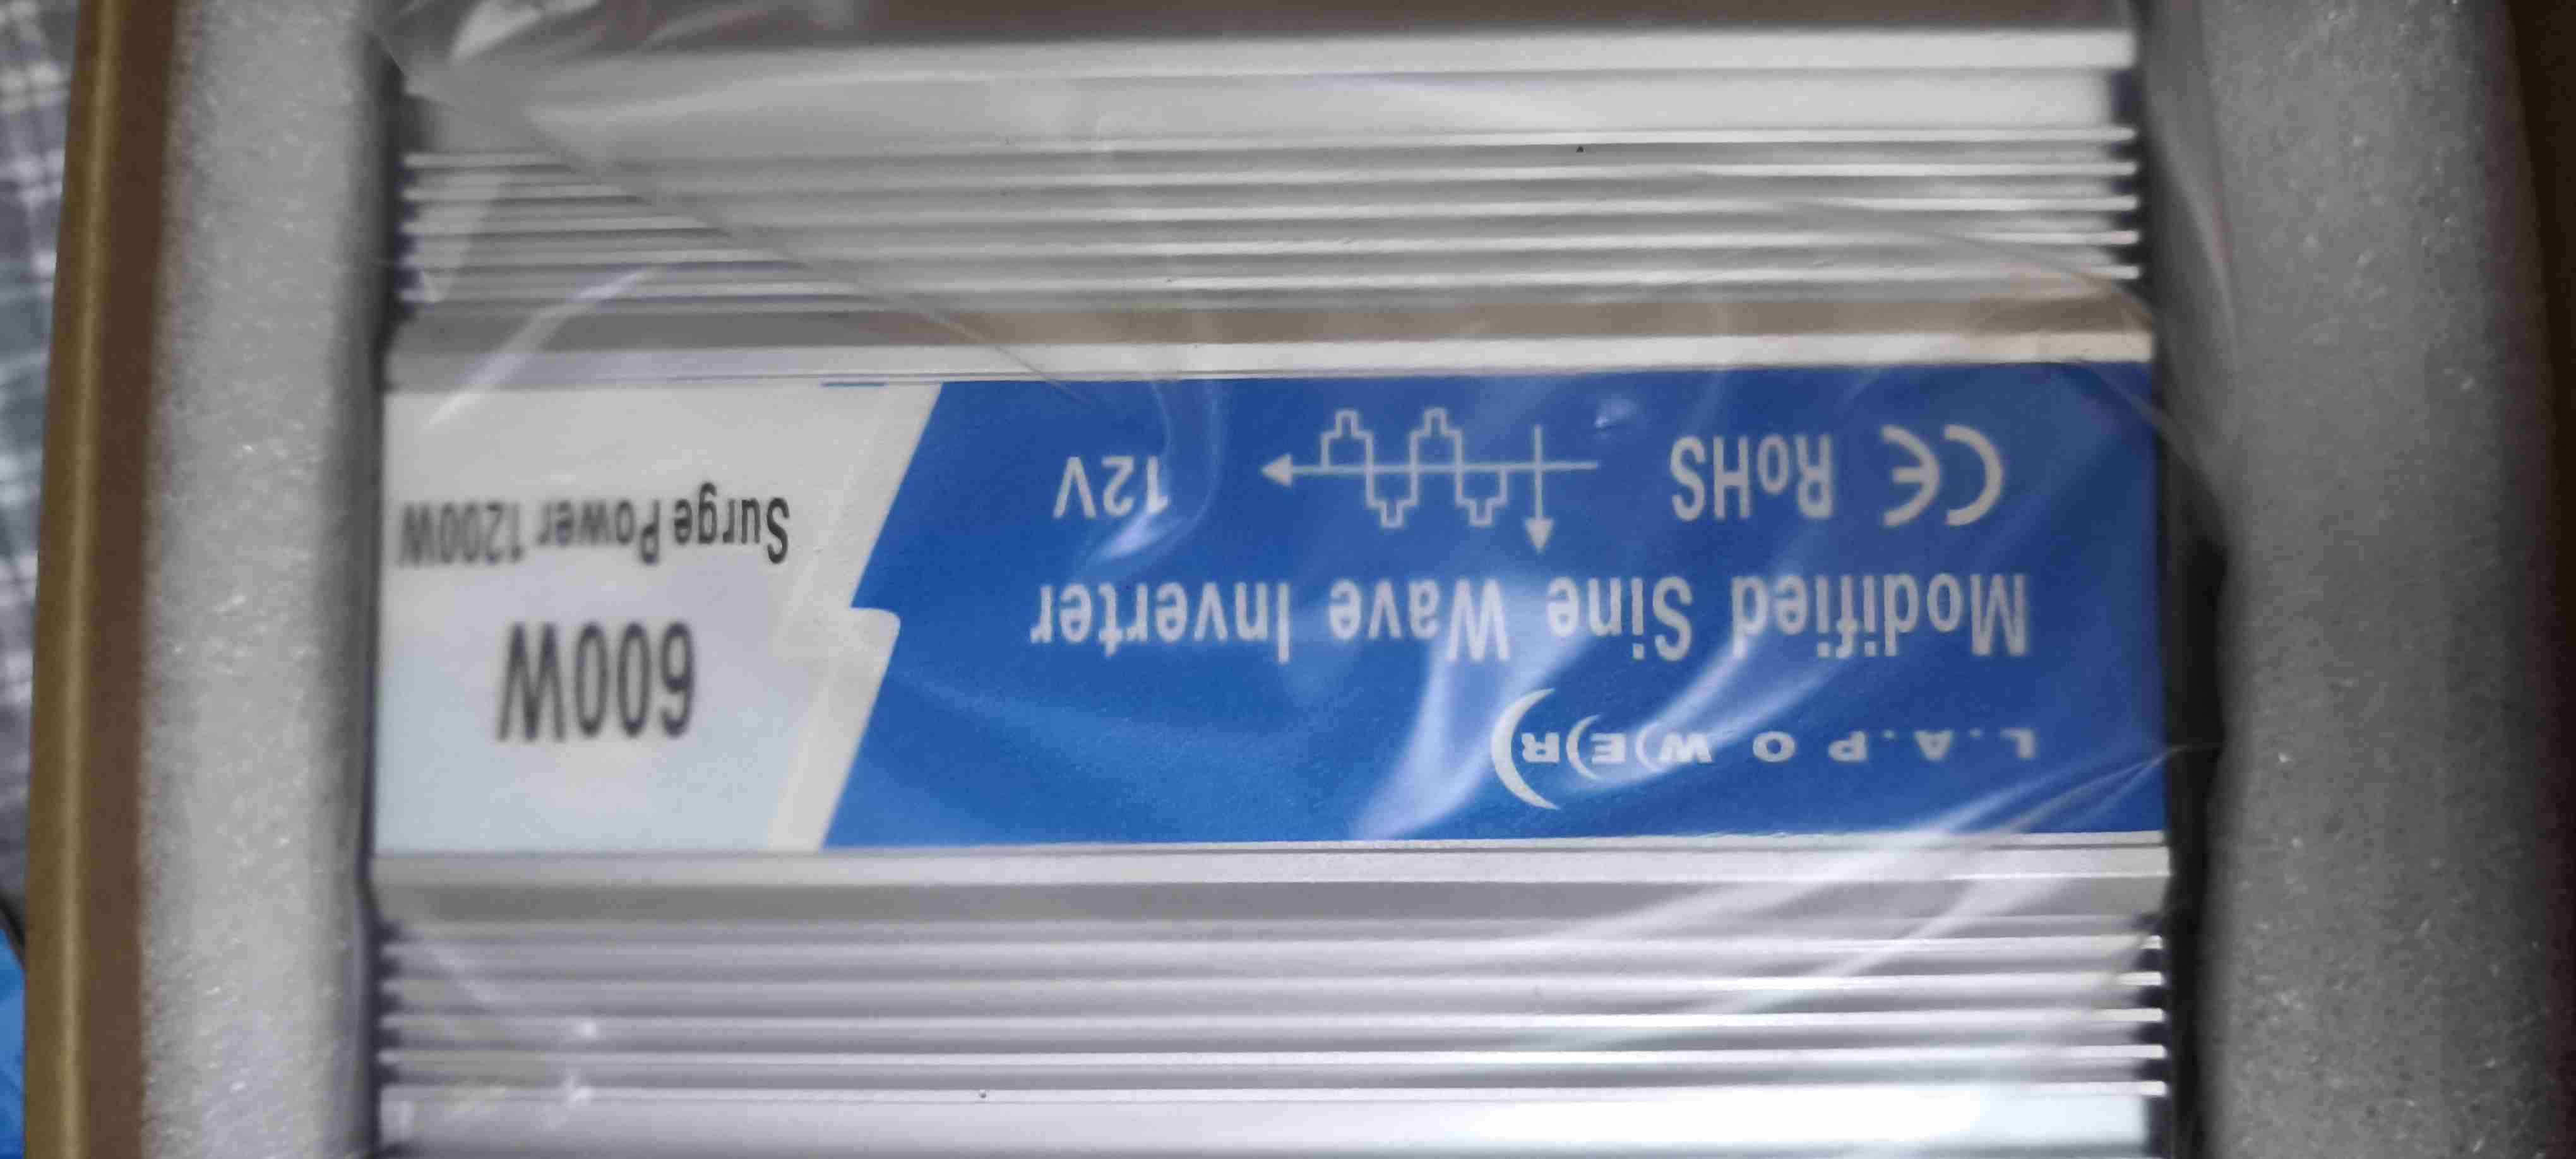 L.A.POWER
Modified Sine Wave Inverter
CE RoHS 12V
600W
Surge Power 1200W